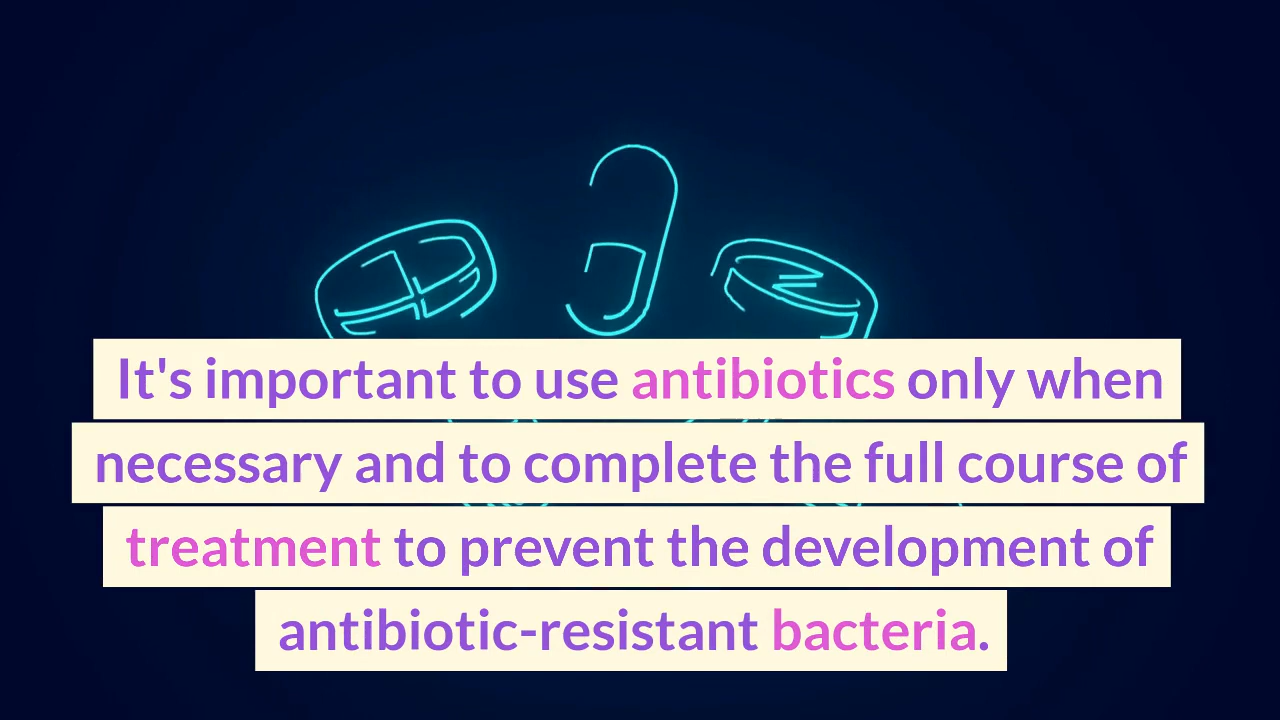 It's important to use antibiotics only when
necessary and to complete the full course of
treatment to prevent the development of
antibiotic-resistant bacteria.